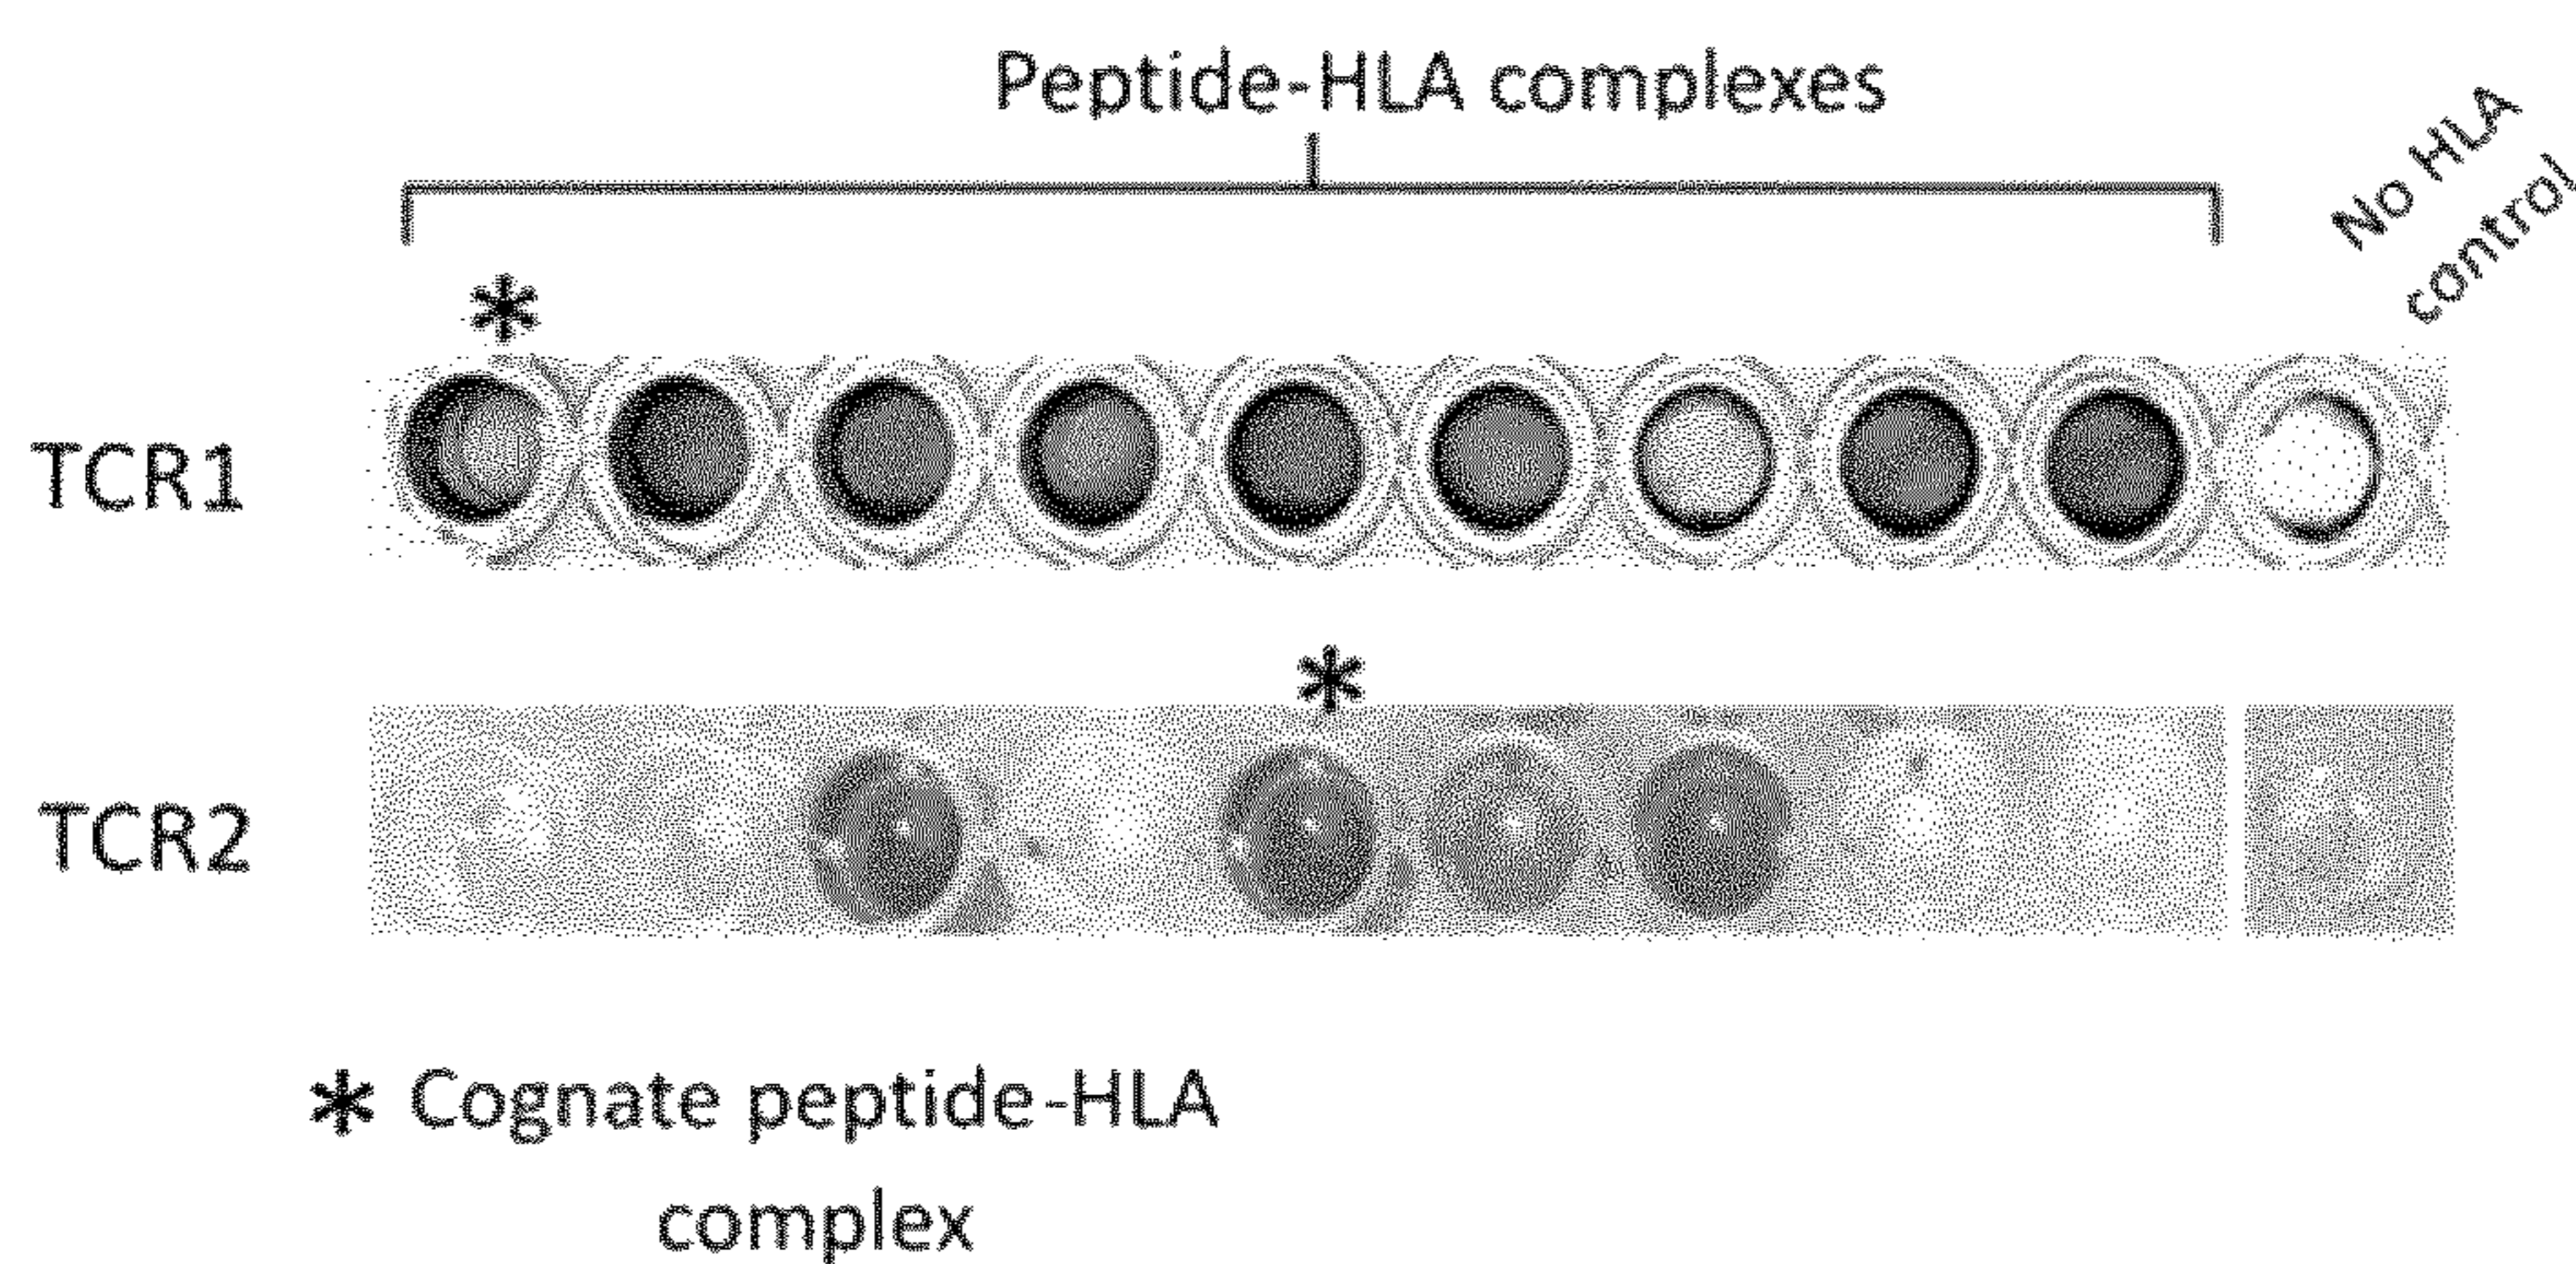 Peptide-HLA complexes
No HLA
control
*
TCR1
*
TCR2
* Cognate peptide-HLA
complex